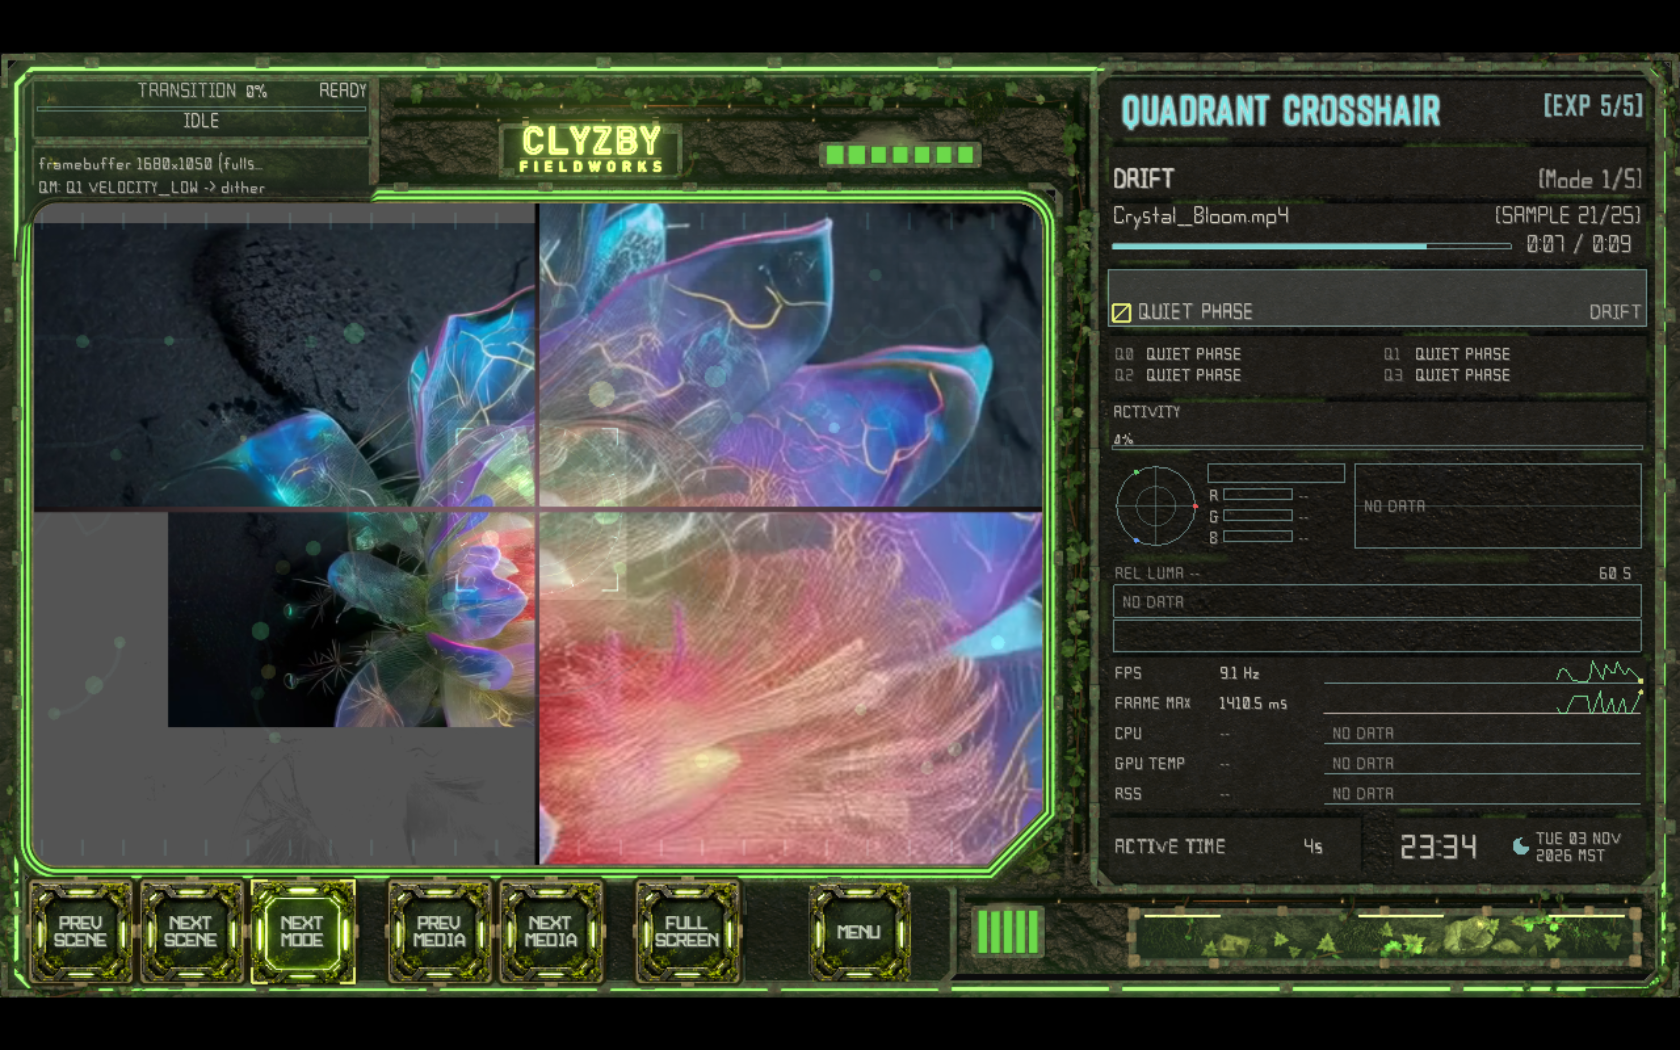 TRANSITION 0% READY
IDLE
framebuffer 1680x1050 (fulls...
QM: Q1 VELOCITY_LOW -> dither
CLYZBY
FIELDWORKS
QUADRANT CROSSHAIR [EXP 5/5]
DRIFT [Mode 1/5]
Crystal_Bloom.mp4 [SAMPLE 21/25]
0:07 / 0:09
QUIET PHASE DRIFT
Q0 QUIET PHASE Q1 QUIET PHASE
Q2 QUIET PHASE Q3 QUIET PHASE
ACTIVITY
0%
R --
G --
B --
NO DATA
REL LUMA -- 60 S
NO DATA
FPS 9.1 Hz
FRAME MAX 1410.5 ms
CPU -- NO DATA
GPU TEMP -- NO DATA
RSS -- NO DATA
ACTIVE TIME 4s
23:34
TUE 03 NOV
2026 MST
PREV
SCENE
NEXT
SCENE
NEXT
MODE
PREV
MEDIA
NEXT
MEDIA
FULL
SCREEN
MENU